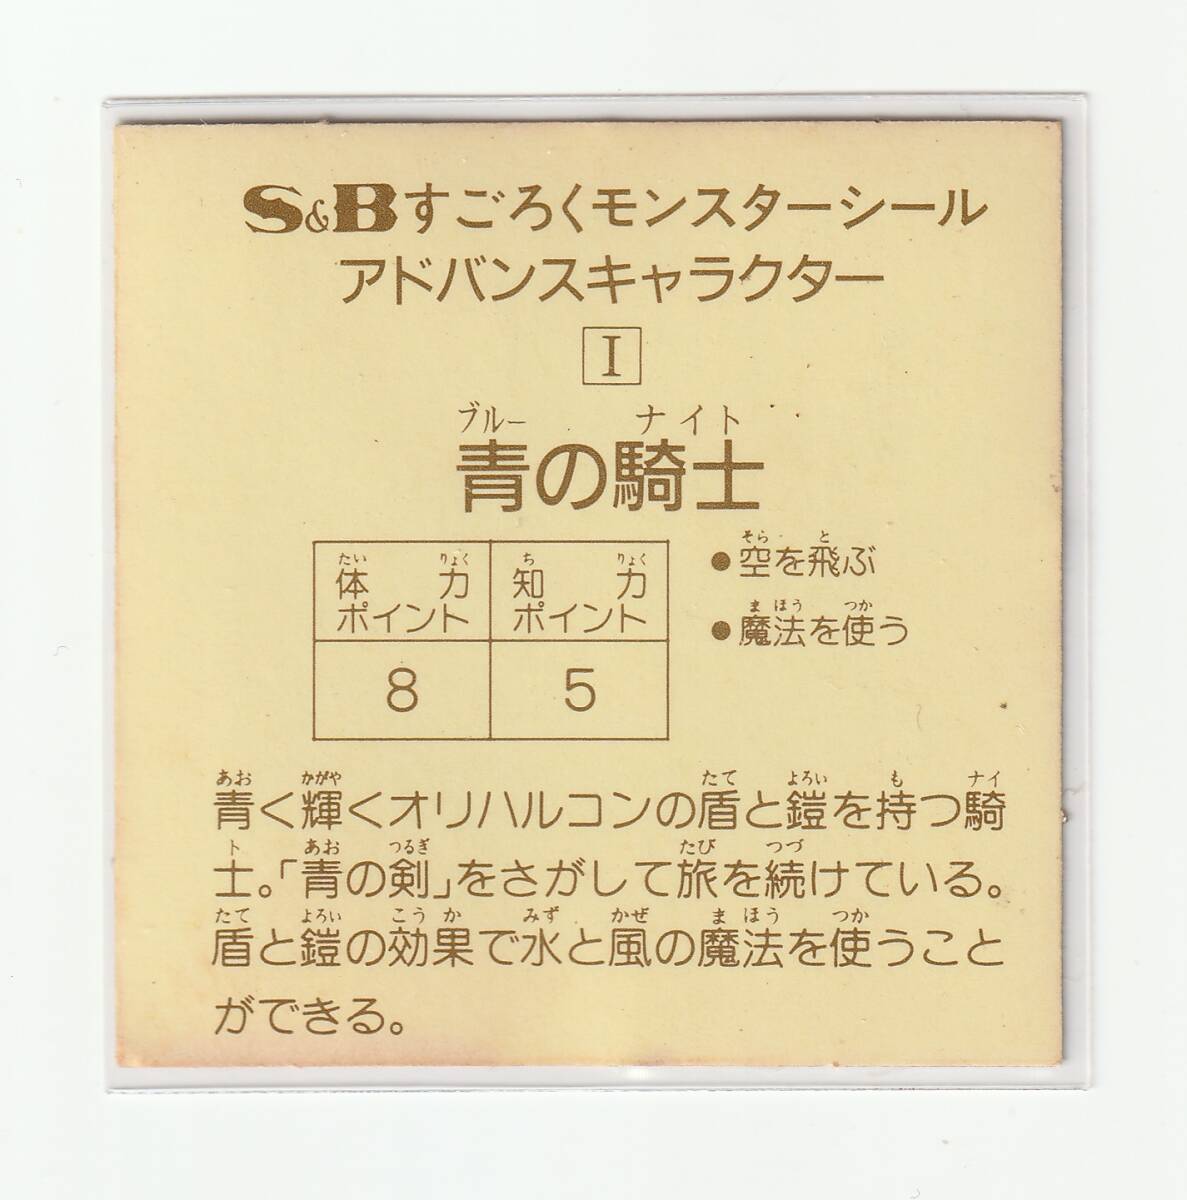 S&Bすごろくモンスターシール
アドバンスキャラクター
I
ブルー ナイト
青の騎士
たい りょく ち りょく
体力 知力
ポイント ポイント
8 5
そら と
●空を飛ぶ
ま ほう つか
●魔法を使う
あお かがや たて よろい も ナイ
青く輝くオリハルコンの盾と鎧を持つ騎
ト あお つるぎ たび つづ
士。「青の剣」をさがして旅を続けている。
たて よろい こう か みず かぜ ま ほう つか
盾と鎧の効果で水と風の魔法を使うこと
ができる。